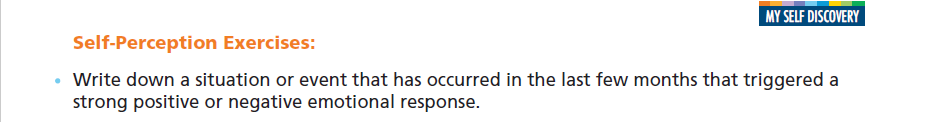 MY SELF DISCOVERY
Self-Perception Exercises:
• Write down a situation or event that has occurred in the last few months that triggered a
strong positive or negative emotional response.